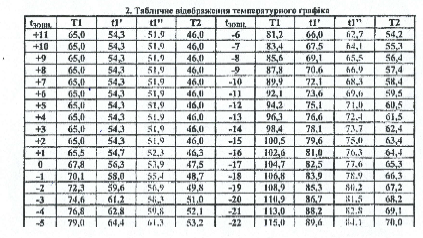 2. Табличне відображення температурного графіка
tзовн. T1 t1' t1'' T2 tзовн. T1 t1' t1'' T2
+11 65,0 54,3 51,9 46,0 -6 81,2 66,0 62,7 54,2
+10 65,0 54,3 51,9 46,0 -7 83,4 67,5 64,1 55,3
+9 65,0 54,3 51,9 46,0 -8 85,6 69,1 65,5 56,4
+8 65,0 54,3 51,9 46,0 -9 87,8 70,6 66,9 57,4
+7 65,0 54,3 51,9 46,0 -10 89,9 72,1 68,3 58,4
+6 65,0 54,3 51,9 46,0 -11 92,1 73,6 69,6 59,5
+5 65,0 54,3 51,9 46,0 -12 94,2 75,1 71,0 60,5
+4 65,0 54,3 51,9 46,0 -13 96,3 76,6 72,4 61,5
+3 65,0 54,3 51,9 46,0 -14 98,4 78,1 73,7 62,4
+2 65,0 54,3 51,9 46,0 -15 100,5 79,6 75,0 63,4
+1 65,5 54,7 52,3 46,3 -16 102,6 81,0 76,3 64,4
0 67,8 56,3 53,9 47,5 -17 104,7 82,5 77,6 65,3
-1 70,1 58,0 55,4 48,7 -18 106,8 83,9 78,9 66,3
-2 72,3 59,6 56,9 49,8 -19 108,9 85,3 80,2 67,2
-3 74,6 61,2 58,3 51,0 -20 110,9 86,7 81,5 68,2
-4 76,8 62,8 59,8 52,1 -21 113,0 88,2 82,8 69,1
-5 79,0 64,4 61,3 53,2 -22 115,0 89,6 84,1 70,0